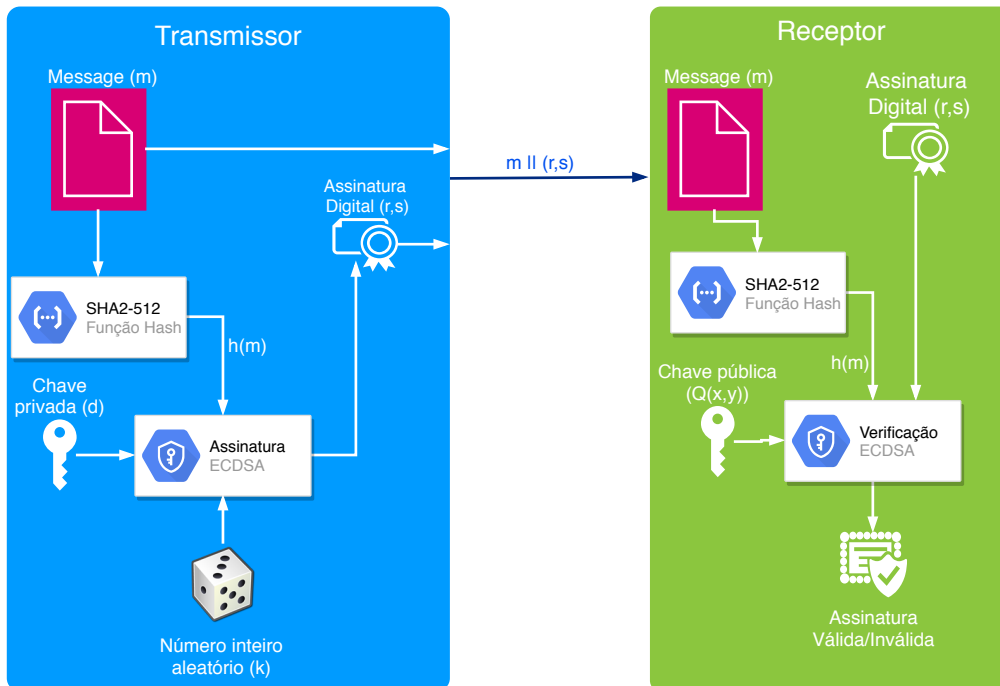 Transmissor
Message (m)
Assinatura
Digital (r,s)
SHA2-512
Função Hash
h(m)
Chave
privada (d)
Assinatura
ECDSA
Número inteiro
aleatório (k)
m || (r,s)
Receptor
Message (m)
Assinatura
Digital (r,s)
SHA2-512
Função Hash
h(m)
Chave pública
(Q(x,y))
Verificação
ECDSA
Assinatura
Válida/Inválida